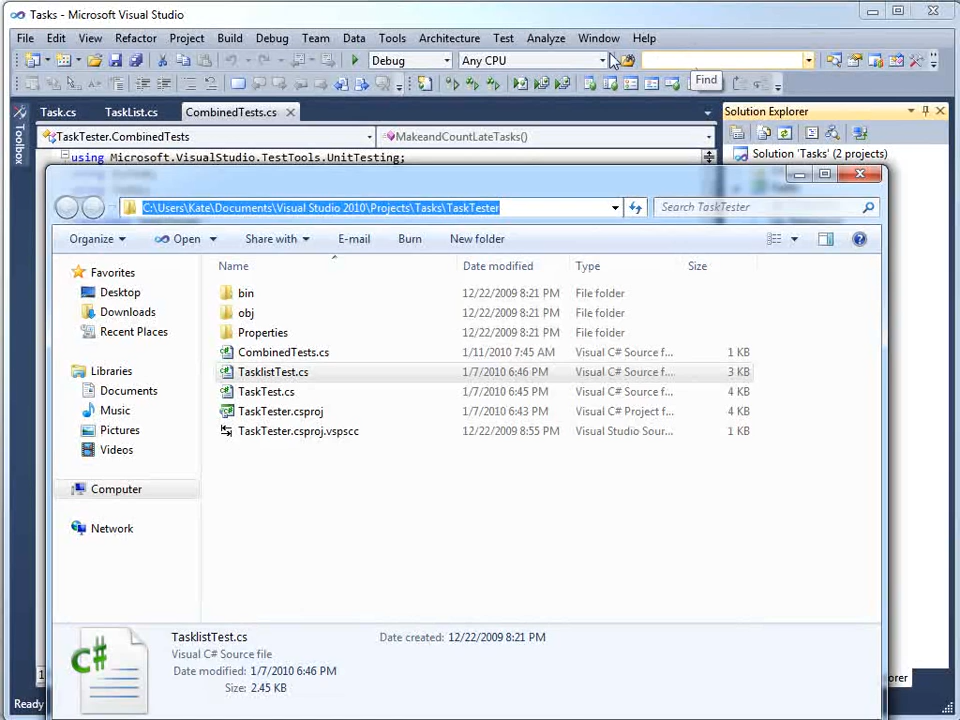 Tasks - Microsoft Visual Studio
File Edit View Refactor Project Build Debug Team Data Tools Architecture Test Analyze Window Help
Debug Any CPU
Find
Task.cs TaskList.cs CombinedTests.cs
Solution Explorer
TaskTester.CombinedTests MakeandCountLateTasks()
Toolbox
using Microsoft.VisualStudio.TestTools.UnitTesting;
Solution 'Tasks' (2 projects)
C:\Users\Kate\Documents\Visual Studio 2010\Projects\Tasks\TaskTester
Search TaskTester
Organize Open Share with E-mail Burn New folder
Name Date modified Type Size
Favorites
Desktop
Downloads
Recent Places
Libraries
Documents
Music
Pictures
Videos
Computer
Network
bin 12/22/2009 8:21 PM File folder
obj 12/22/2009 8:21 PM File folder
Properties 12/22/2009 8:21 PM File folder
CombinedTests.cs 1/11/2010 7:45 AM Visual C# Source f... 1 KB
TasklistTest.cs 1/7/2010 6:46 PM Visual C# Source f... 3 KB
TaskTest.cs 1/7/2010 6:45 PM Visual C# Source f... 4 KB
TaskTester.csproj 1/7/2010 6:43 PM Visual C# Project f... 4 KB
TaskTester.csproj.vspscc 12/22/2009 8:55 PM Visual Studio Sour... 1 KB
C#
TasklistTest.cs Date created: 12/22/2009 8:21 PM
Visual C# Source file
Date modified: 1/7/2010 6:46 PM
Size: 2.45 KB
Ready